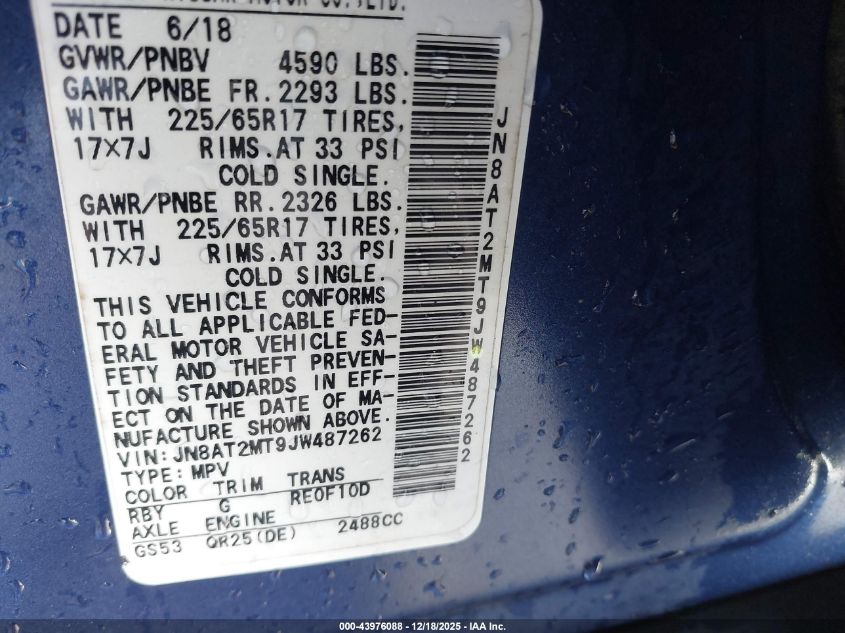 MOTOR CO.,LTD.
DATE 6/18
GVWR/PNBV 4590 LBS.
GAWR/PNBE FR. 2293 LBS.
WITH 225/65R17 TIRES,
17X7J RIMS. AT 33 PSI
COLD SINGLE.
GAWR/PNBE RR. 2326 LBS.
WITH 225/65R17 TIRES,
17X7J RIMS. AT 33 PSI
COLD SINGLE.
THIS VEHICLE CONFORMS
TO ALL APPLICABLE FED-
ERAL MOTOR VEHICLE SA-
FETY AND THEFT PREVEN-
TION STANDARDS IN EFF-
ECT ON THE DATE OF MA-
NUFACTURE SHOWN ABOVE.
VIN: JN8AT2MT9JW487262
TYPE: MPV
COLOR TRIM TRANS
RBY G RE0F10D
AXLE ENGINE
GS53 QR25(DE) 2488CC
JN8AT2MT9JW487262
000-43976088 - 12/18/2025 - IAA Inc.